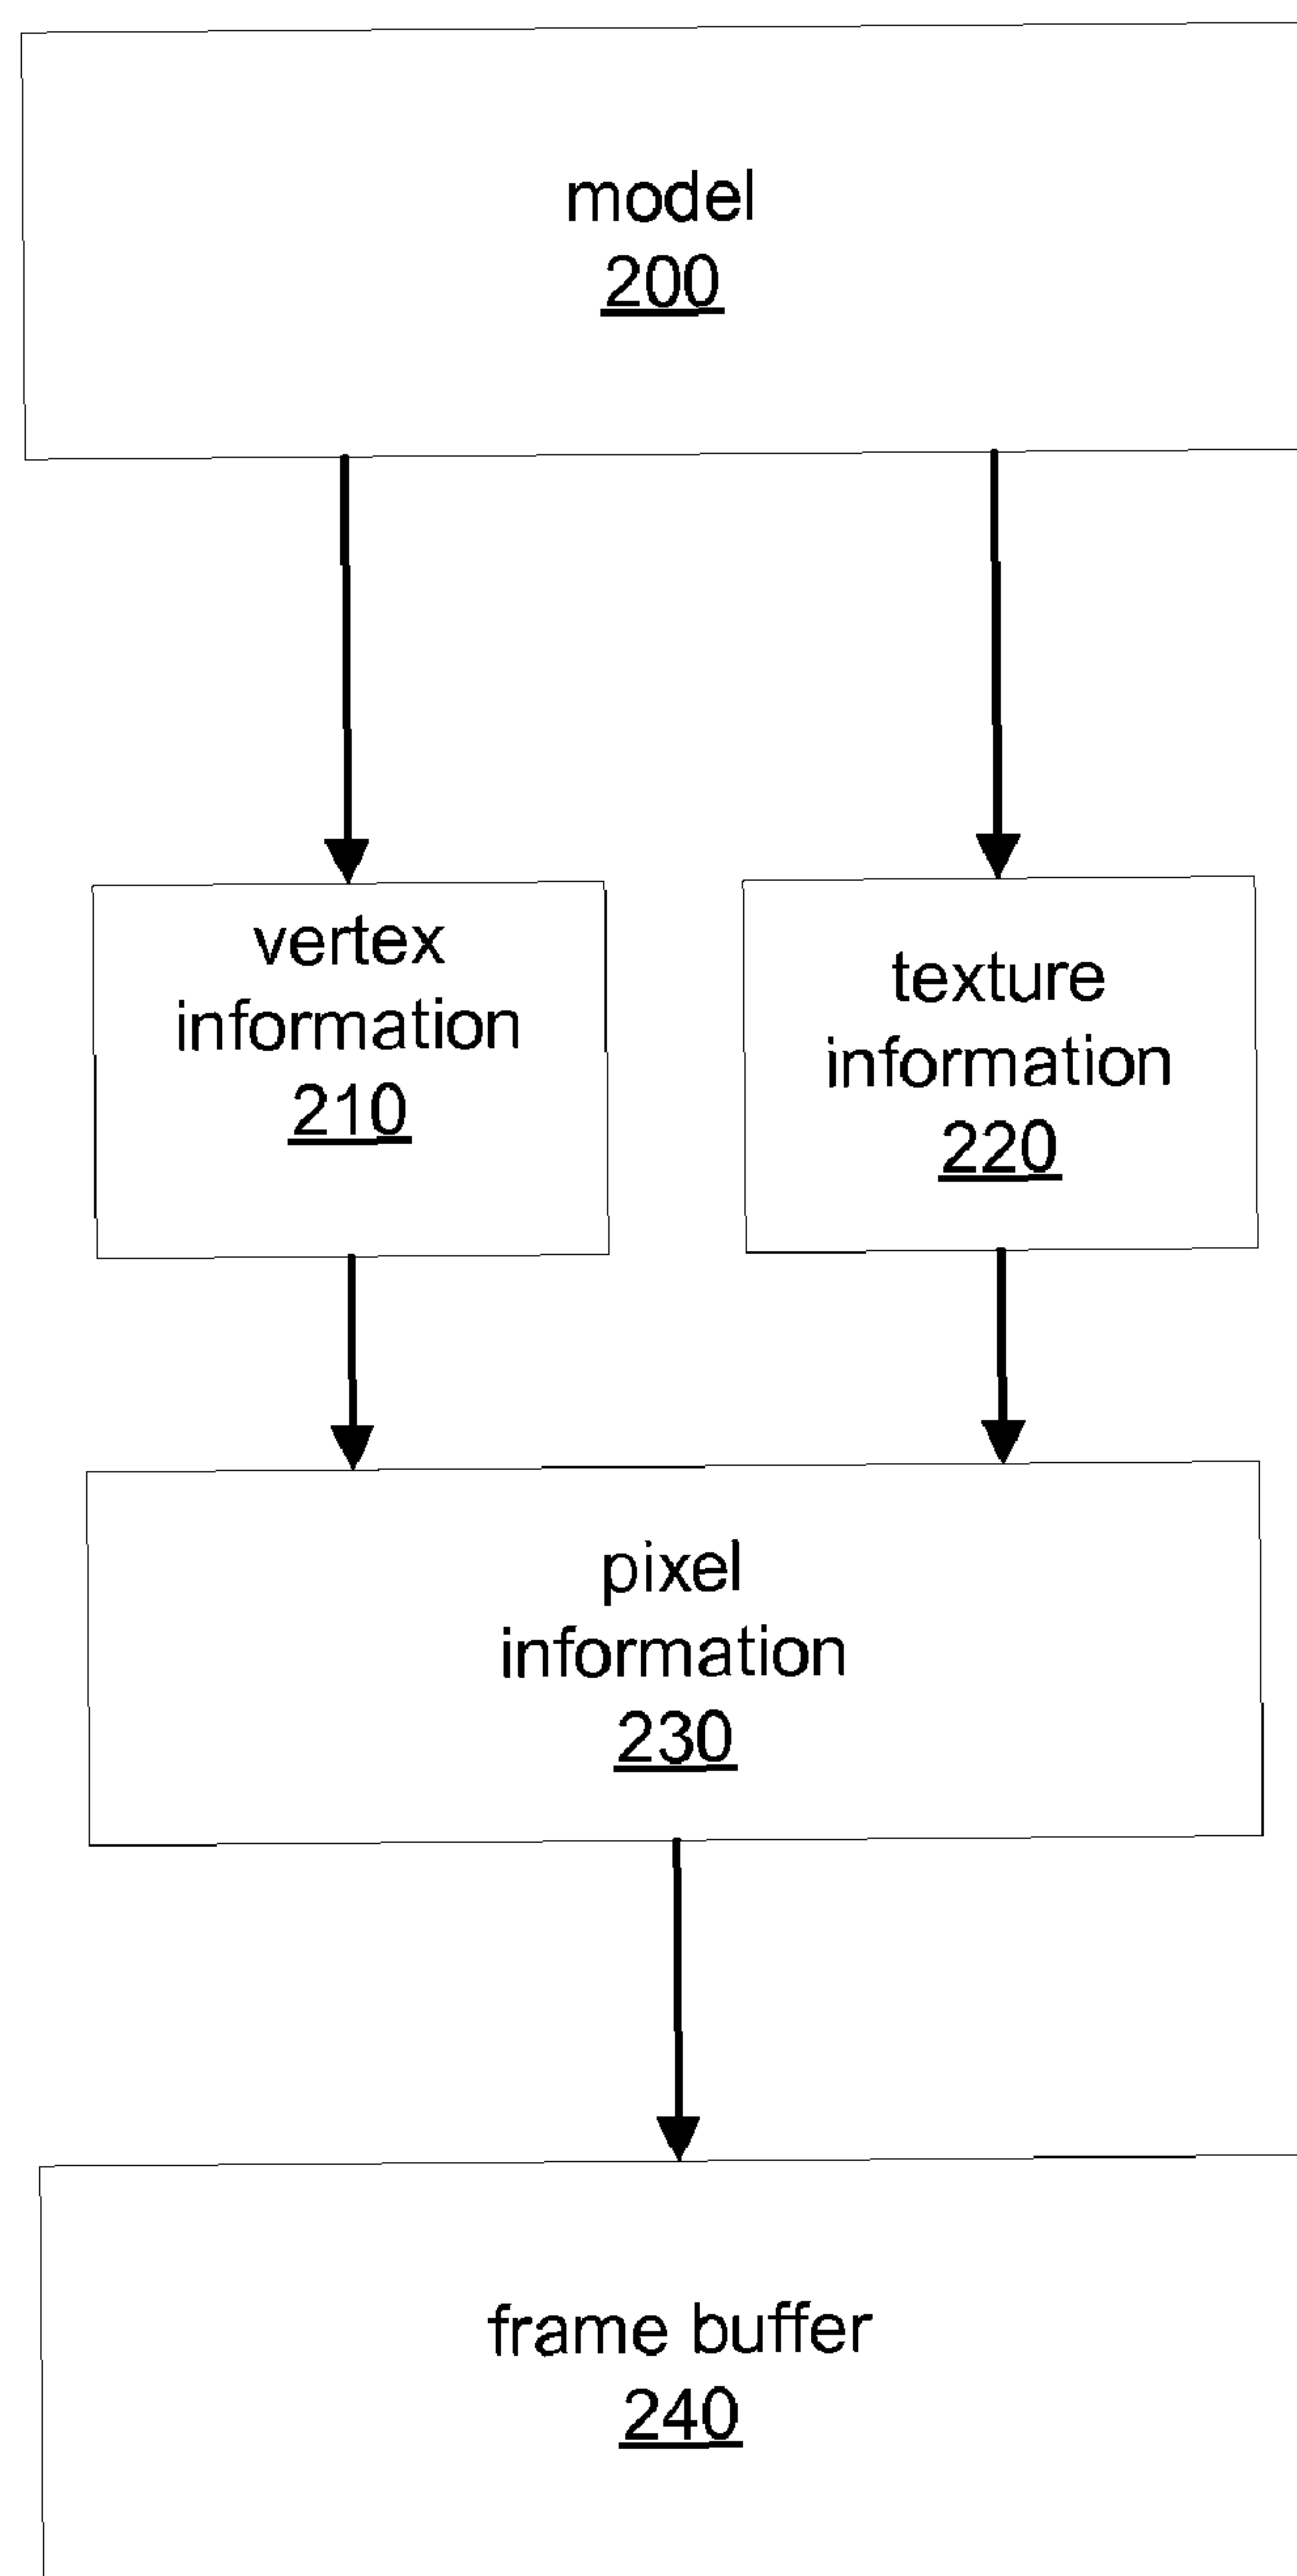 model
200
vertex
information
210
texture
information
220
pixel
information
230
frame buffer
240